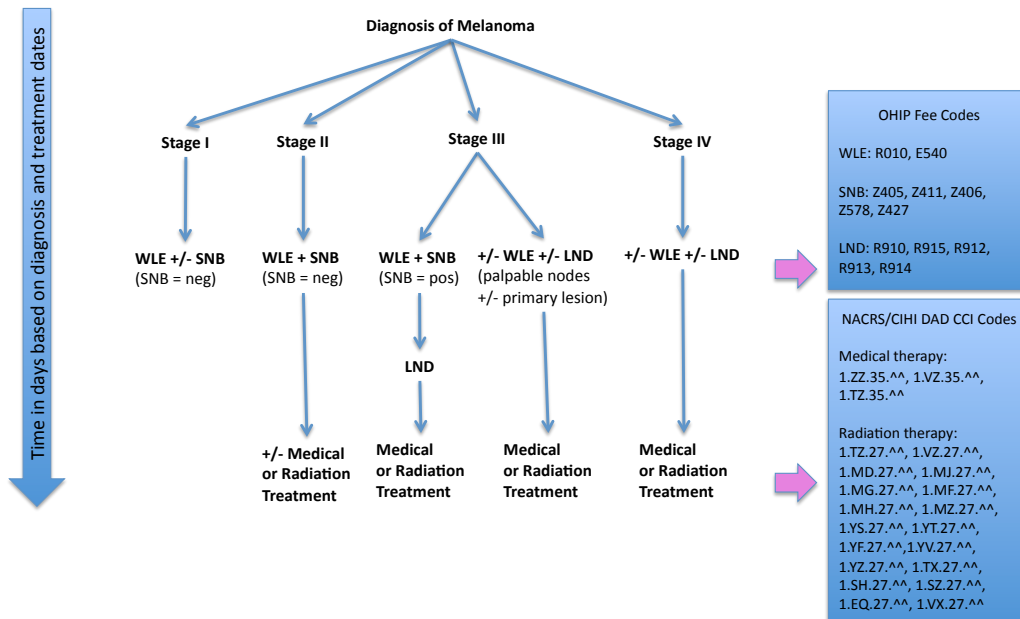 Time in days based on diagnosis and treatment dates
Diagnosis of Melanoma
Stage I
Stage II
Stage III
Stage IV
WLE +/- SNB
(SNB = neg)
WLE + SNB
(SNB = neg)
WLE + SNB
(SNB = pos)
+/- WLE +/- LND
(palpable nodes
+/- primary lesion)
+/- WLE +/- LND
LND
+/- Medical
or Radiation
Treatment
Medical
or Radiation
Treatment
Medical
or Radiation
Treatment
Medical
or Radiation
Treatment
OHIP Fee Codes
WLE: R010, E540
SNB: Z405, Z411, Z406,
Z578, Z427
LND: R910, R915, R912,
R913, R914
NACRS/CIHI DAD CCI Codes
Medical therapy:
1.ZZ.35.^^, 1.VZ.35.^^,
1.TZ.35.^^
Radiation therapy:
1.TZ.27.^^, 1.VZ.27.^^,
1.MD.27.^^, 1.MJ.27.^^,
1.MG.27.^^, 1.MF.27.^^,
1.MH.27.^^, 1.MZ.27.^^,
1.YS.27.^^, 1.YT.27.^^,
1.YF.27.^^,1.YV.27.^^,
1.YZ.27.^^, 1.TX.27.^^,
1.SH.27.^^, 1.SZ.27.^^,
1.EQ.27.^^, 1.VX.27.^^